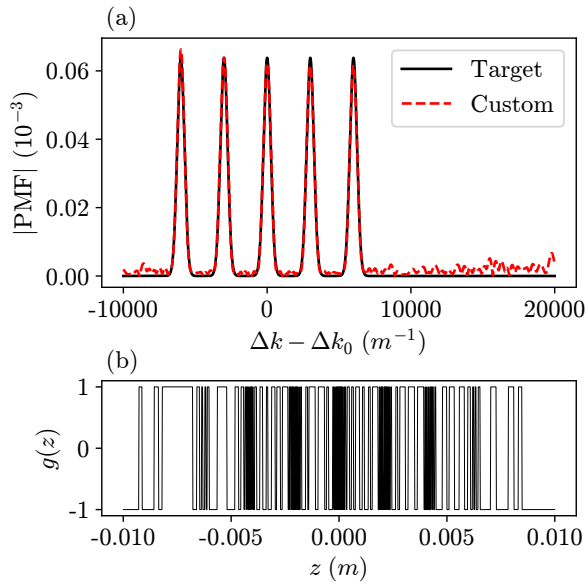 (a)
|PMF| (10⁻³)
0.06
0.04
0.02
0.00
Target
Custom
-10000 0 10000 20000
Δk − Δk₀ (m⁻¹)
(b)
g(z)
1
0
-1
-0.010 -0.005 0.000 0.005 0.010
z (m)